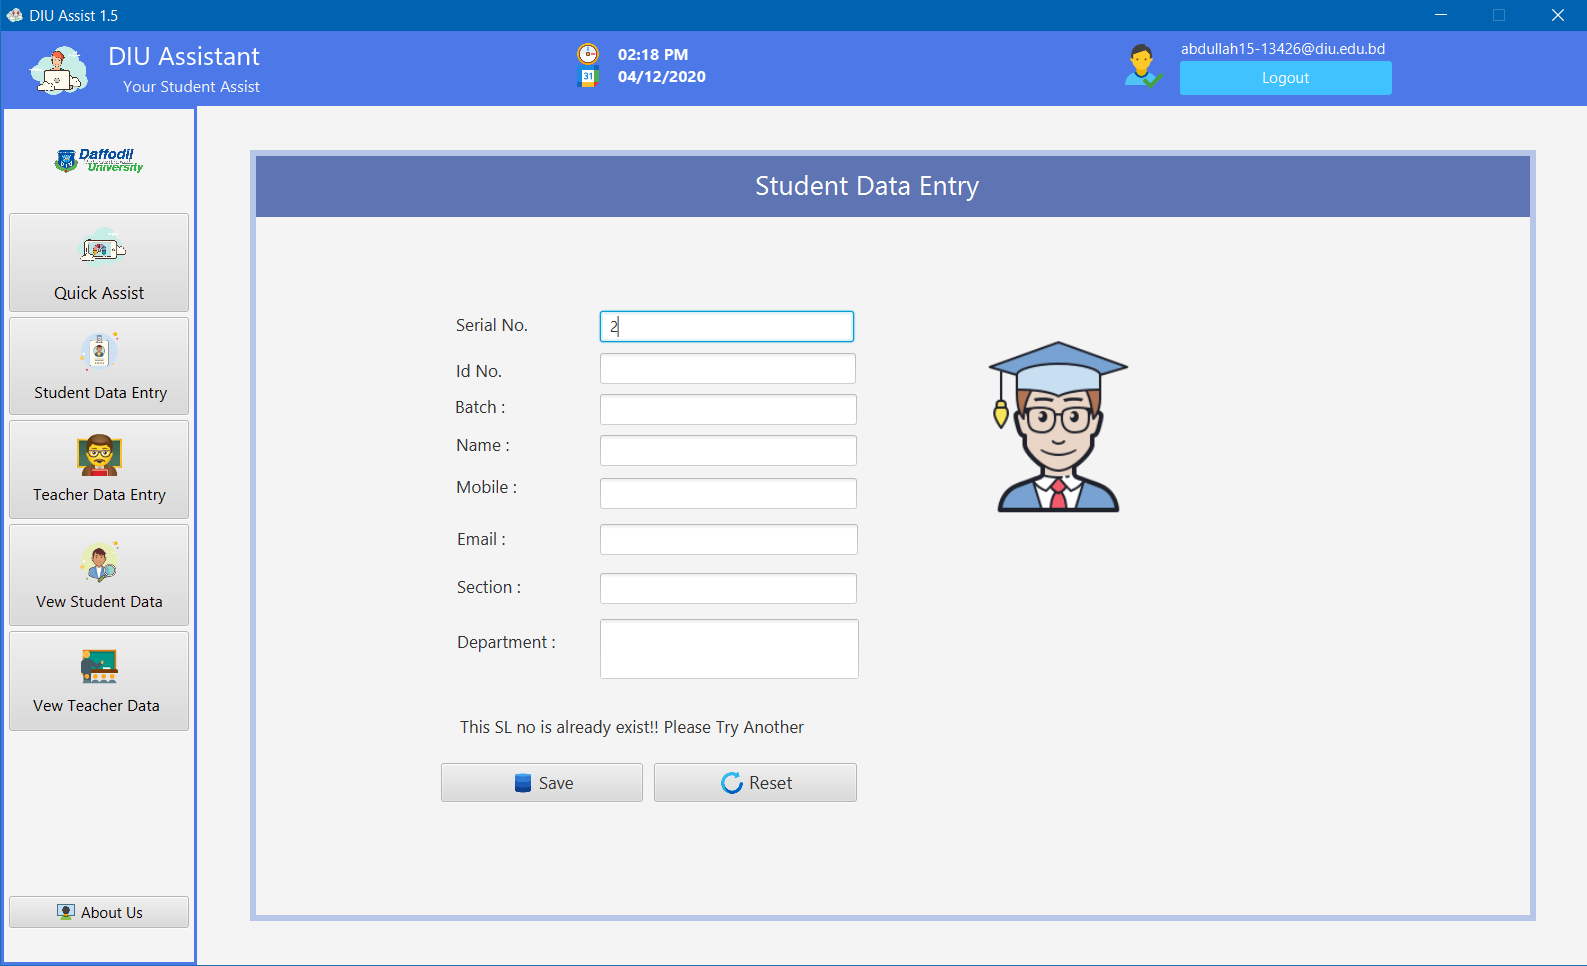 DIU Assist 1.5
DIU Assistant
Your Student Assist
02:18 PM
31
04/12/2020
abdullah15-13426@diu.edu.bd
Logout
Daffodil
University
Quick Assist
Student Data Entry
Teacher Data Entry
Vew Student Data
Vew Teacher Data
About Us
Student Data Entry
Serial No. 2
Id No.
Batch :
Name :
Mobile :
Email :
Section :
Department :
This SL no is already exist!! Please Try Another
Save
Reset